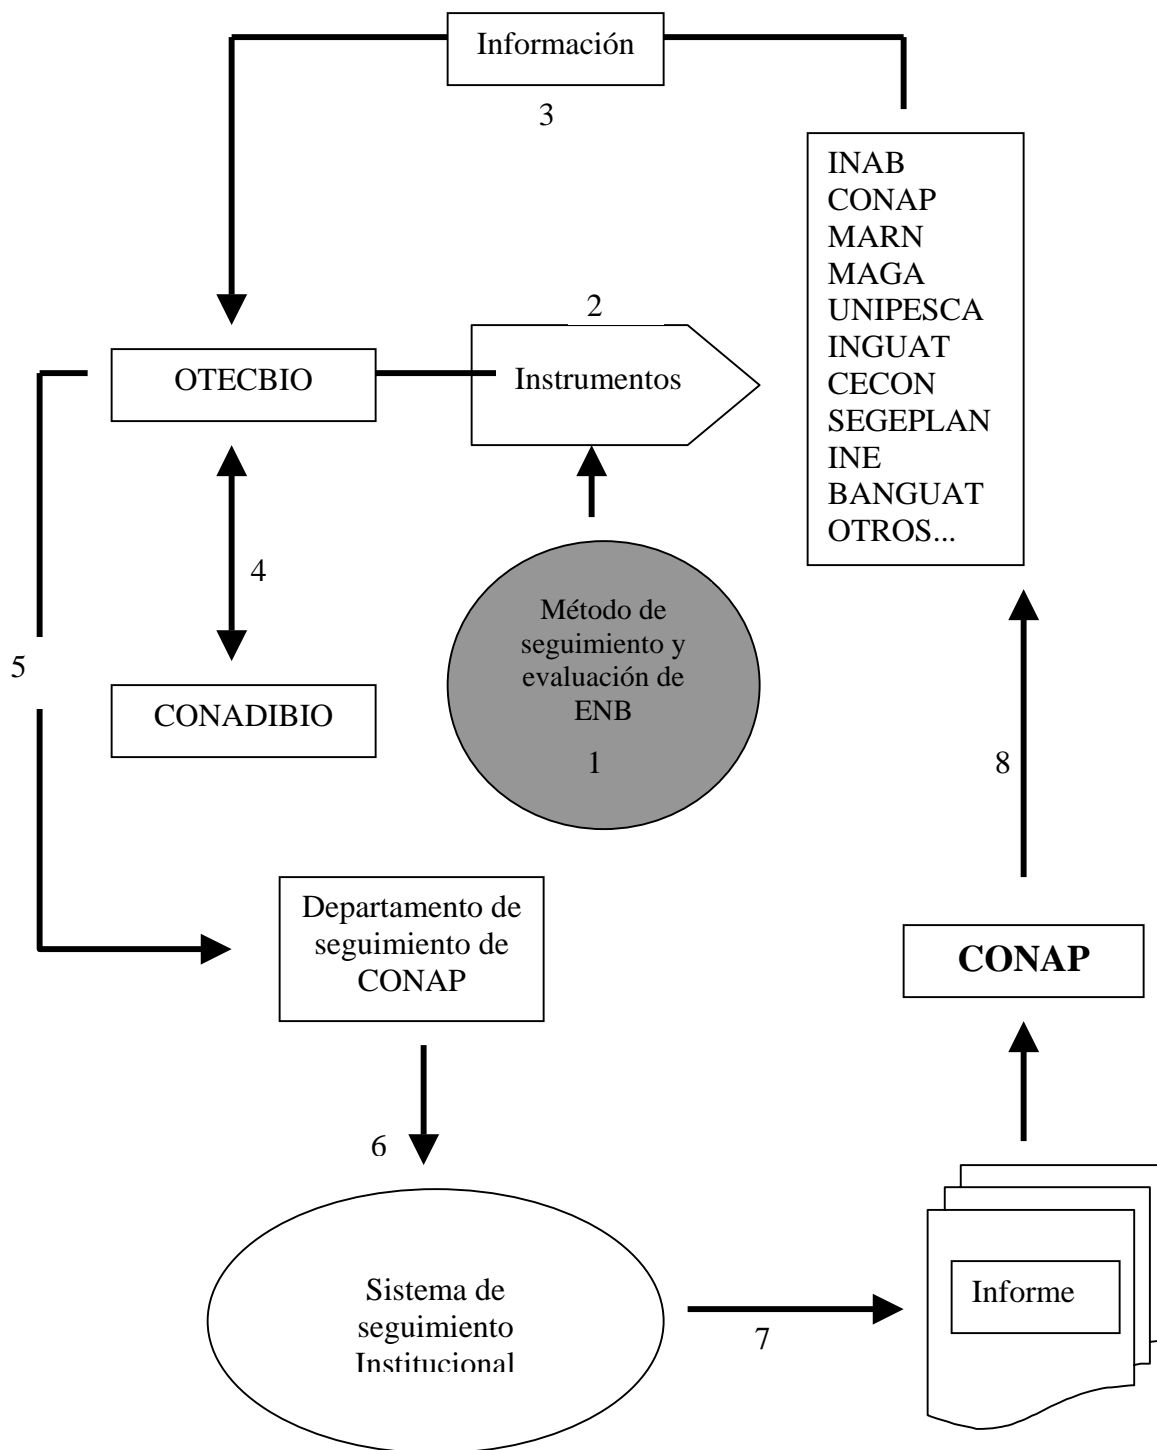 Información
3
INAB
CONAP
MARN
MAGA
UNIPESCA
INGUAT
CECON
SEGEPLAN
INE
BANGUAT
OTROS...
2
OTECBIO
Instrumentos
4
Método de
seguimiento y
evaluación de
ENB
1
5
CONADIBIO
8
Departamento de
seguimiento de
CONAP
CONAP
6
Sistema de
seguimiento
Institucional
7
Informe